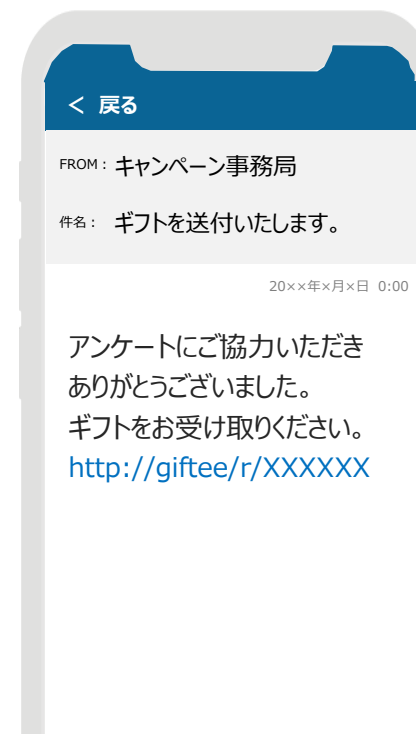 < 戻る
FROM： キャンペーン事務局
件名： ギフトを送付いたします。
20××年×月×日 0:00
アンケートにご協力いただき
ありがとうございました。
ギフトをお受け取りください。
http://giftee/r/XXXXXX